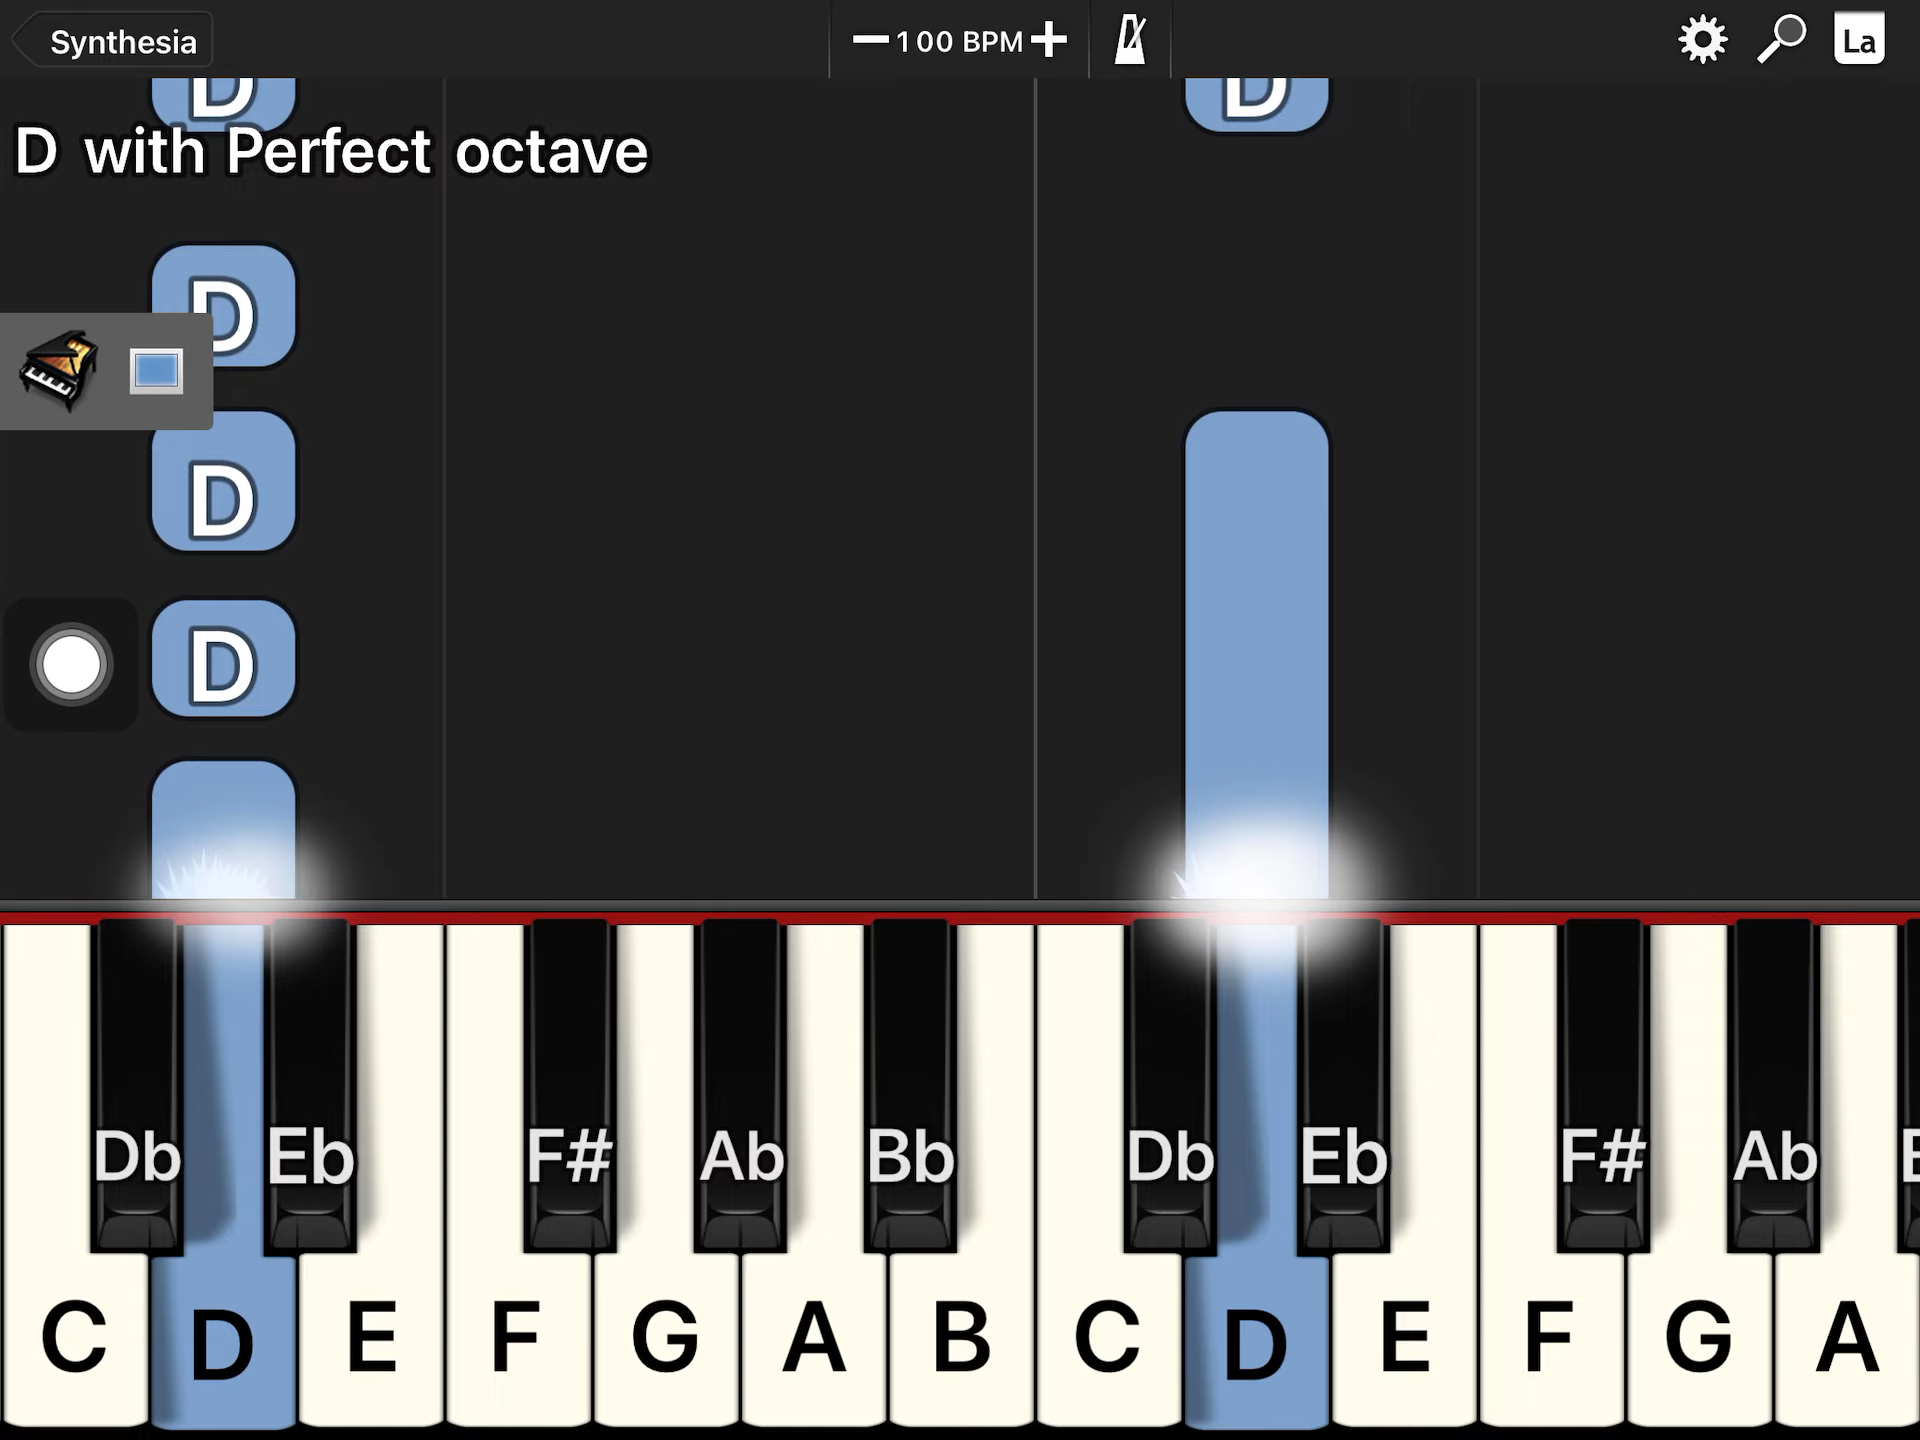 Synthesia
100 BPM
La
D D
D with Perfect octave
D
D
D
Db Eb F# Ab Bb Db Eb F# Ab
C D E F G A B C D E F G A